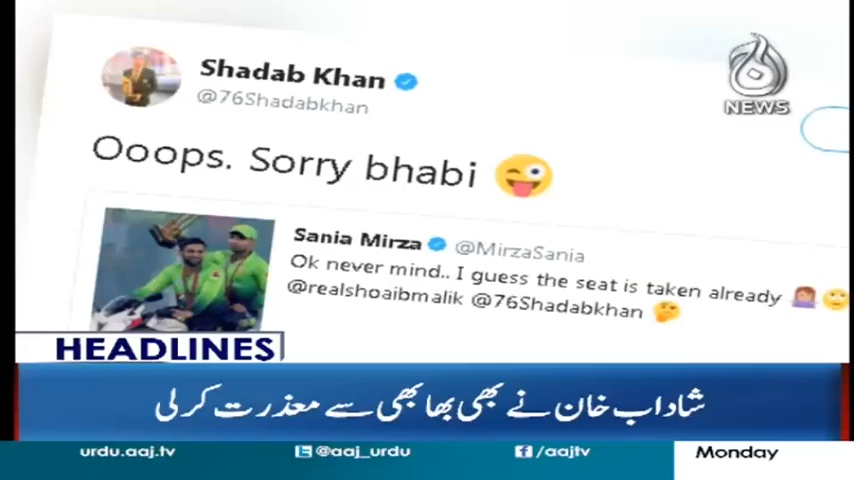 Shadab Khan
@76Shadabkhan
NEWS
Ooops. Sorry bhabi 😜
Sania Mirza @MirzaSania
Ok never mind.. I guess the seat is taken already 🤷🏽‍♀️🙄
@realshoaibmalik @76Shadabkhan 🤔
HEADLINES
شاداب خان نے بھی بھابھی سے معذرت کرلی
urdu.aaj.tv @aaj_urdu /aajtv Monday